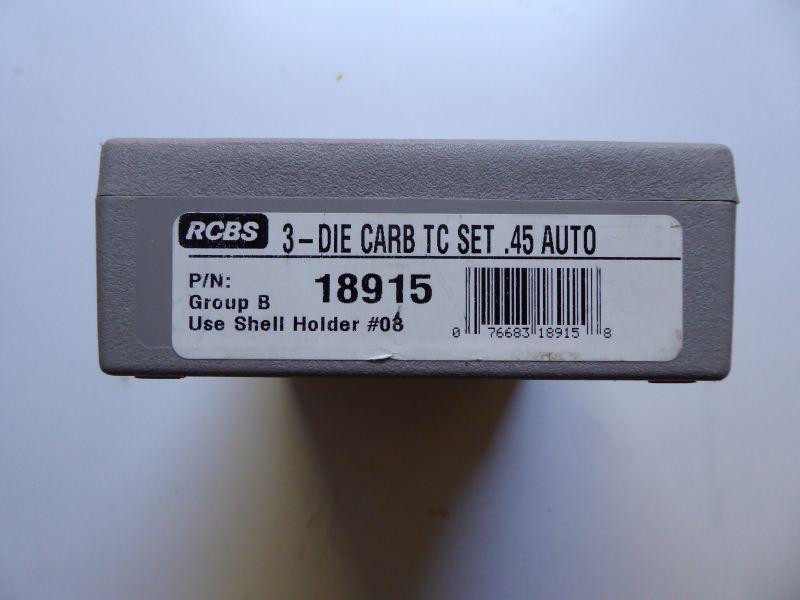 RCBS 3-DIE CARB TC SET .45 AUTO
P/N: 18915
Group B
Use Shell Holder #08
0 76683 18915 8